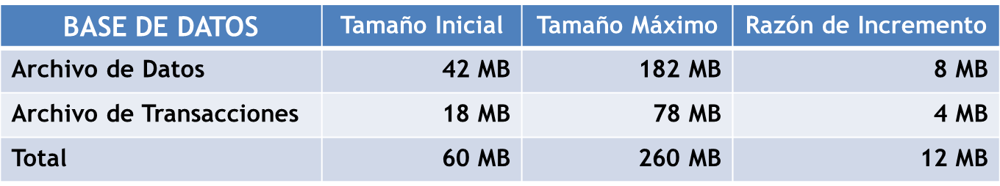 BASE DE DATOS Tamaño Inicial Tamaño Máximo Razón de Incremento
Archivo de Datos 42 MB 182 MB 8 MB
Archivo de Transacciones 18 MB 78 MB 4 MB
Total 60 MB 260 MB 12 MB